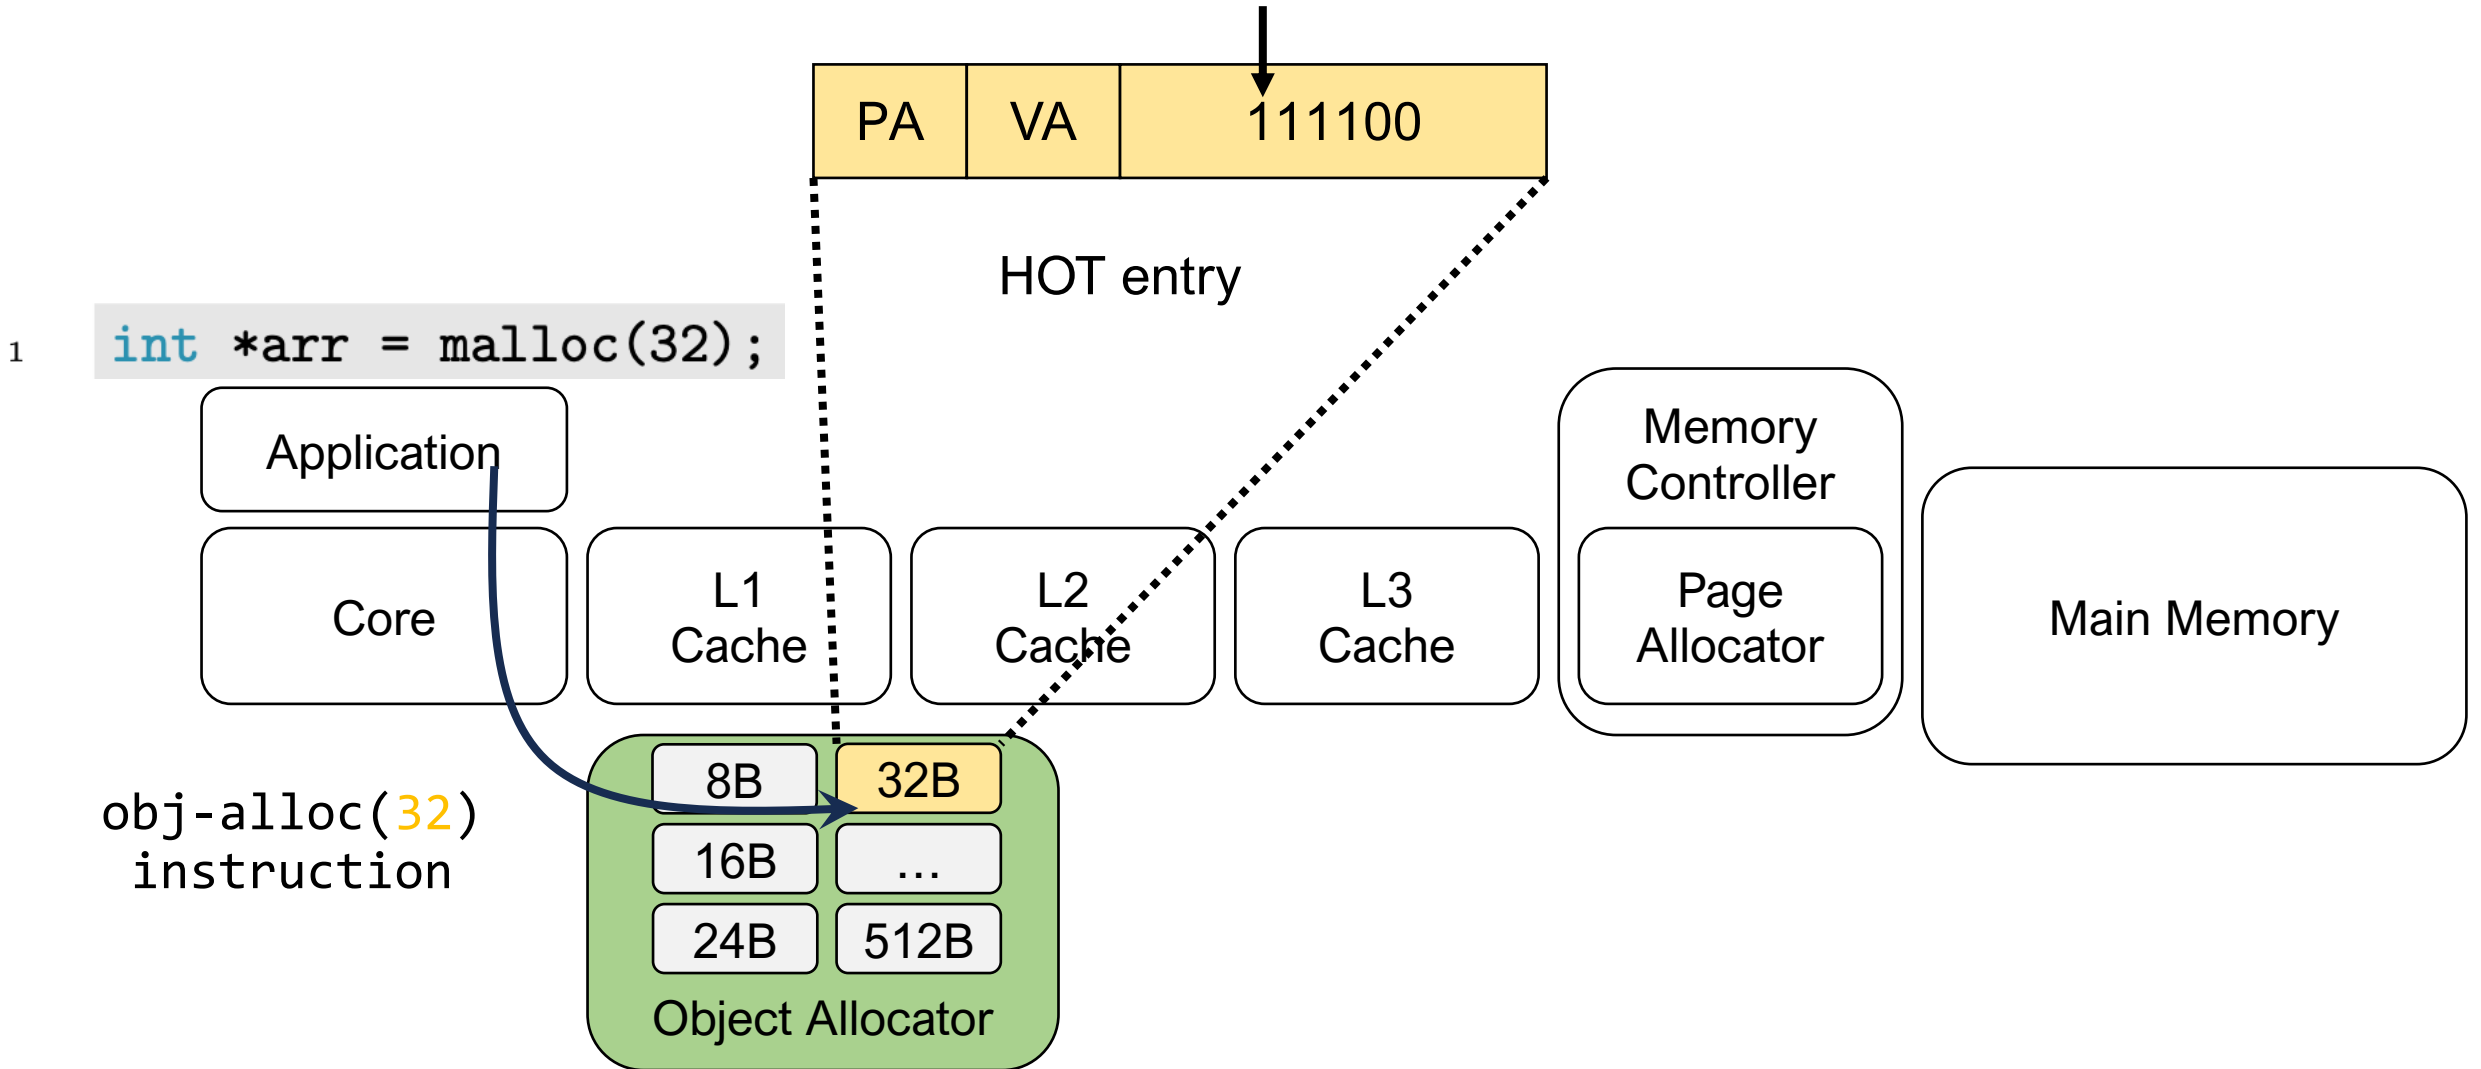 PA VA 111100
HOT entry
1 int *arr = malloc(32);
Application
Core
L1
Cache
L2
Cache
L3
Cache
Memory
Controller
Page
Allocator
Main Memory
obj-alloc(32)
instruction
8B 32B
16B ...
24B 512B
Object Allocator